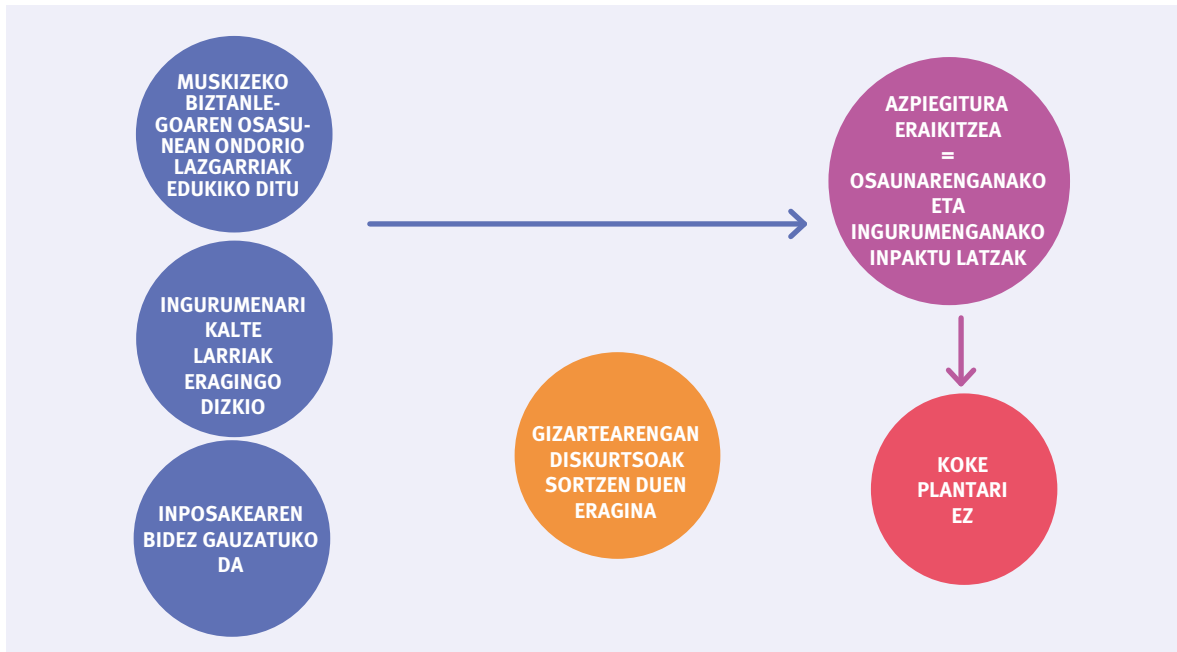 MUSKIZEKO
BIZTANLE-
GOAREN OSASU-
NEAN ONDORIO
LAZGARRIAK
EDUKIKO DITU
INGURUMENARI
KALTE
LARRIAK
ERAGINGO
DIZKIO
INPOSAKEAREN
BIDEZ GAUZATUKO
DA
GIZARTEARENGAN
DISKURTSOAK
SORTZEN DUEN
ERAGINA
AZPIEGITURA
ERAIKITZEA
=
OSAUNARENGANAKO
ETA
INGURUMENGANAKO
INPAKTU LATZAK
KOKE
PLANTARI
EZ